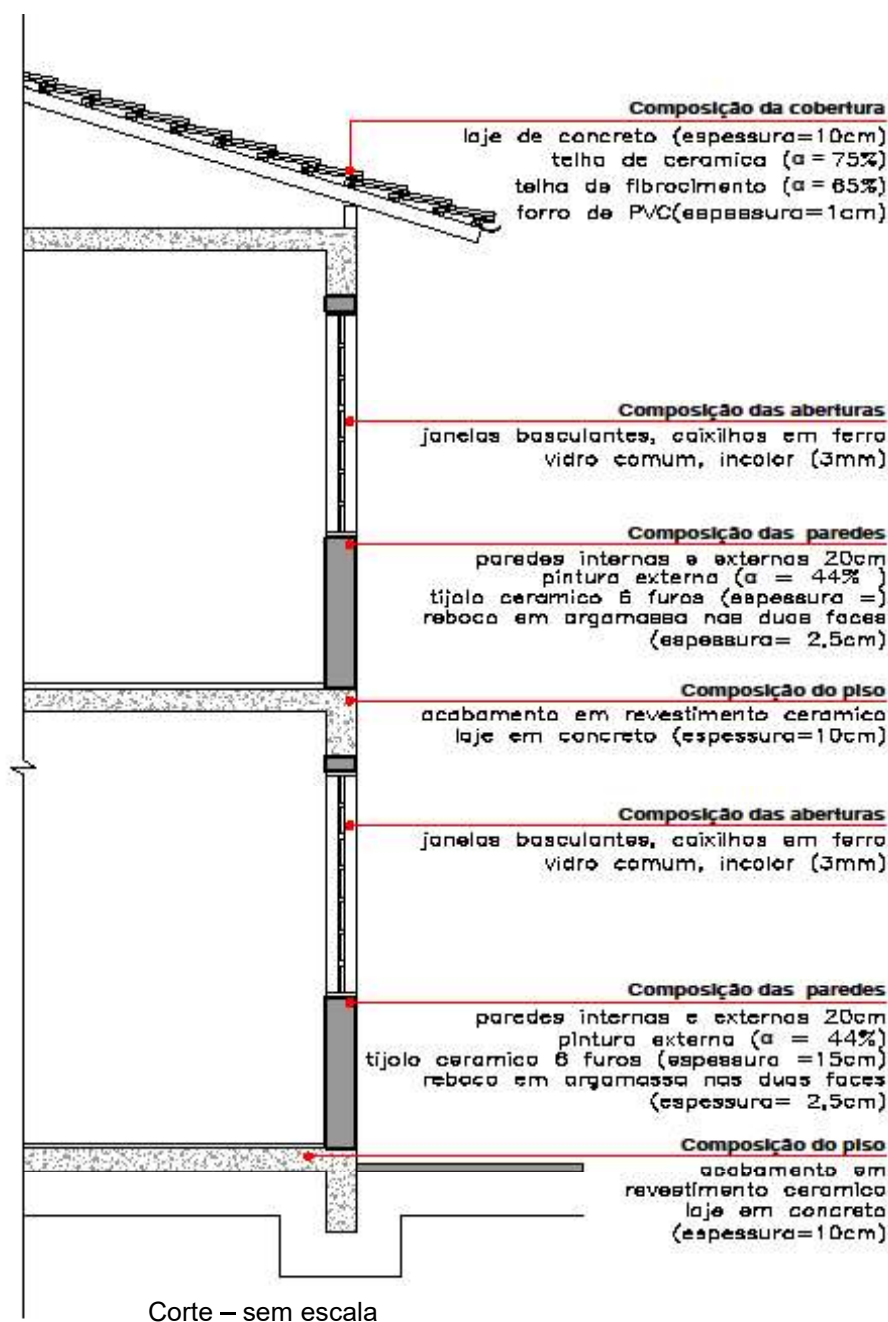 Composição da cobertura
laje de concreto (espessura=10cm)
telha de ceramica (α = 75%)
telha de fibrocimento (α = 65%)
forro de PVC(espessura=1cm)
Composição das aberturas
janelas basculantes, caixilhos em ferro
vidro comum, incolor (3mm)
Composição das paredes
paredes internas e externas 20cm
pintura externa (α = 44% )
tijolo ceramico 6 furos (espessura =)
reboco em argamassa nas duas faces
(espessura= 2,5cm)
Composição do piso
acabamento em revestimento ceramico
laje em concreto (espessura=10cm)
Composição das aberturas
janelas basculantes, caixilhos em ferro
vidro comum, incolor (3mm)
Composição das paredes
paredes internas e externas 20cm
pintura externa (α = 44%)
tijolo ceramico 6 furos (espessura =15cm)
reboco em argamassa nas duas faces
(espessura= 2,5cm)
Composição do piso
acabamento em
revestimento ceramico
laje em concreto
(espessura=10cm)
Corte – sem escala